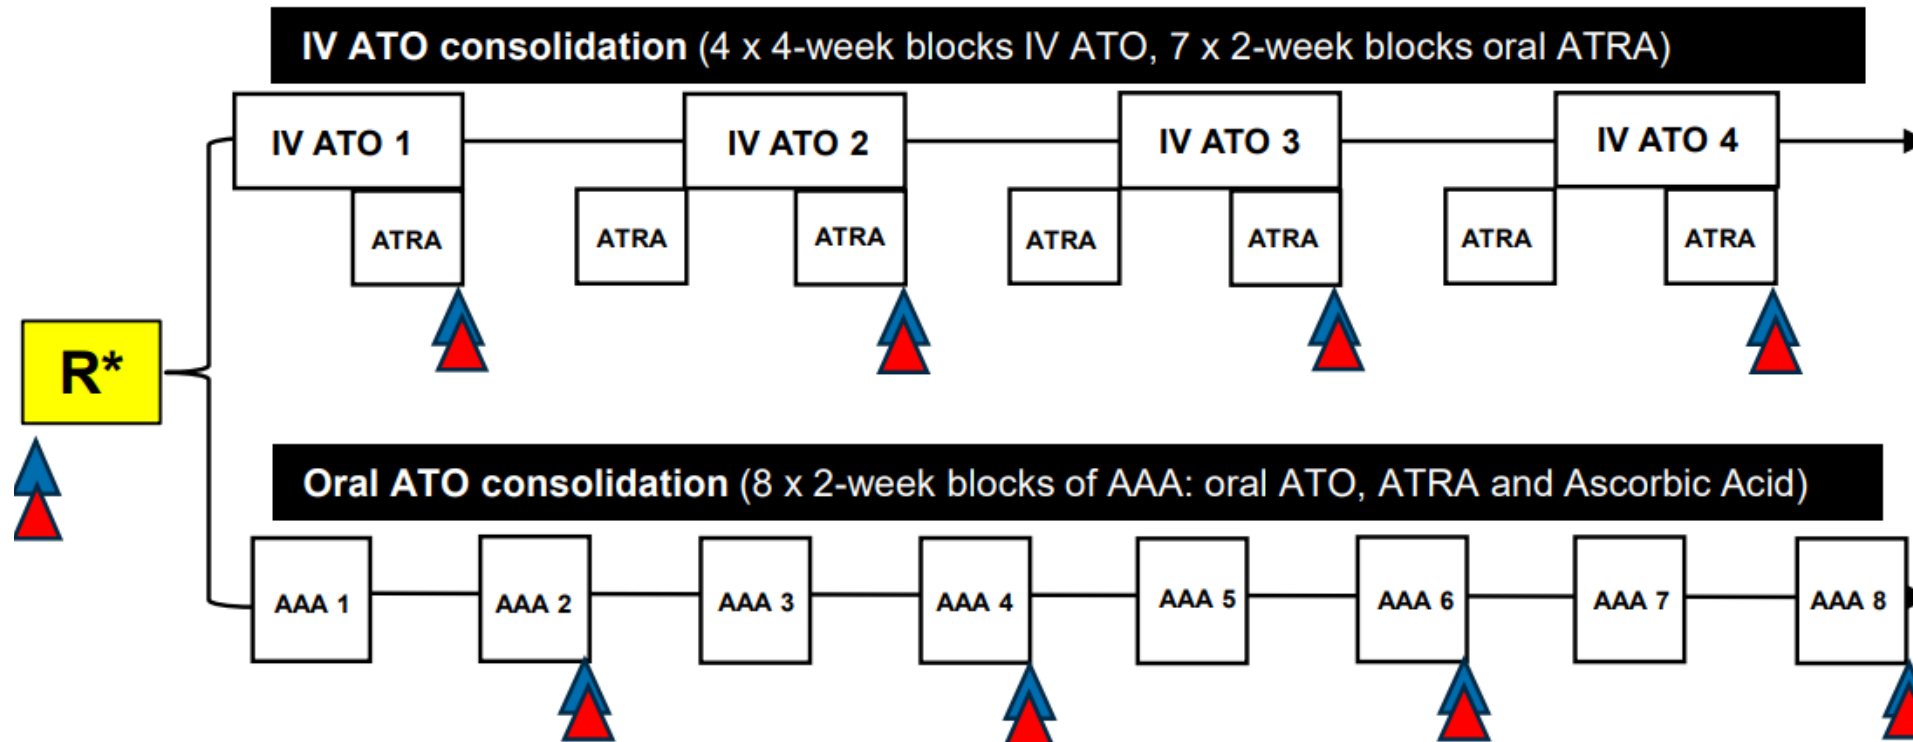 IV ATO consolidation (4 x 4-week blocks IV ATO, 7 x 2-week blocks oral ATRA)
IV ATO 1
IV ATO 2
IV ATO 3
IV ATO 4
ATRA
ATRA
ATRA
ATRA
ATRA
ATRA
ATRA
R*
Oral ATO consolidation (8 x 2-week blocks of AAA: oral ATO, ATRA and Ascorbic Acid)
AAA 1
AAA 2
AAA 3
AAA 4
AAA 5
AAA 6
AAA 7
AAA 8